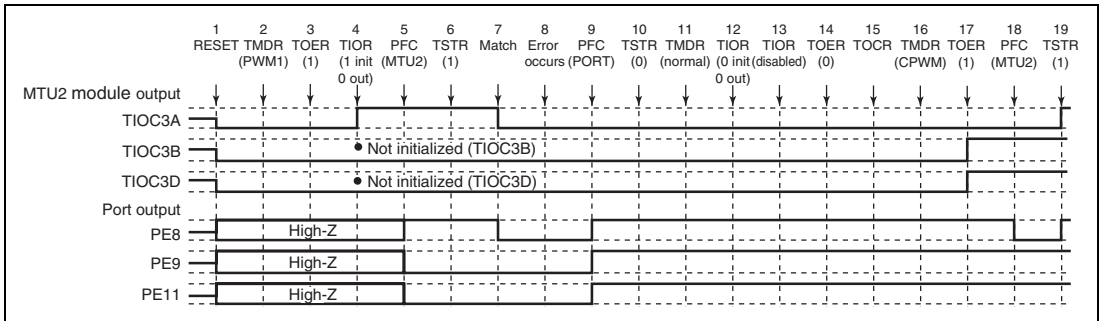 1 2 3 4 5 6 7 8 9 10 11 12 13 14 15 16 17 18 19
RESET TMDR TOER TIOR PFC TSTR Match Error PFC TSTR TMDR TIOR TIOR TOER TOCR TMDR TOER PFC TSTR
(PWM1) (1) (1 init (MTU2) (1) occurs (PORT) (0) (normal) (0 init (disabled) (0) (CPWM) (1) (MTU2) (1)
0 out) 0 out)
MTU2 module output
TIOC3A
TIOC3B • Not initialized (TIOC3B)
TIOC3D • Not initialized (TIOC3D)
Port output
PE8 High-Z
PE9 High-Z
PE11 High-Z